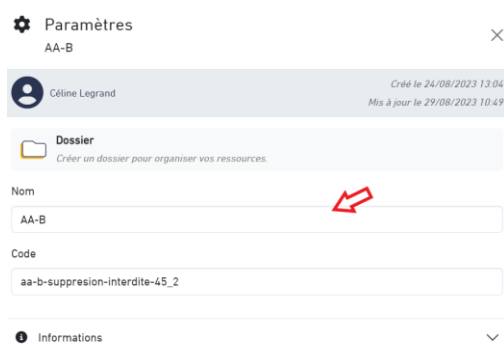 Paramètres
AA-B
Céline Legrand
Créé le 24/08/2023 13:04
Mis à jour le 29/08/2023 10:49
Dossier
Créer un dossier pour organiser vos ressources.
Nom
AA-B
Code
aa-b-suppresion-interdite-45_2
Informations